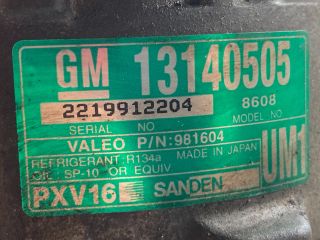 GM 13140505
2219912204 8608
SERIAL NO MODEL NO
VALEO P/N:981604
REFRIGERANT:R134a MADE IN JAPAN
OIL: SP-10 OR EQUIV UM1
PXV16 SANDEN